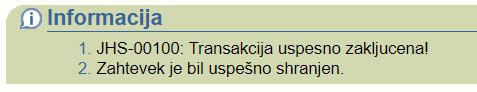 Informacija
1. JHS-00100: Transakcija uspesno zakljucena!
2. Zahtevek je bil uspešno shranjen.